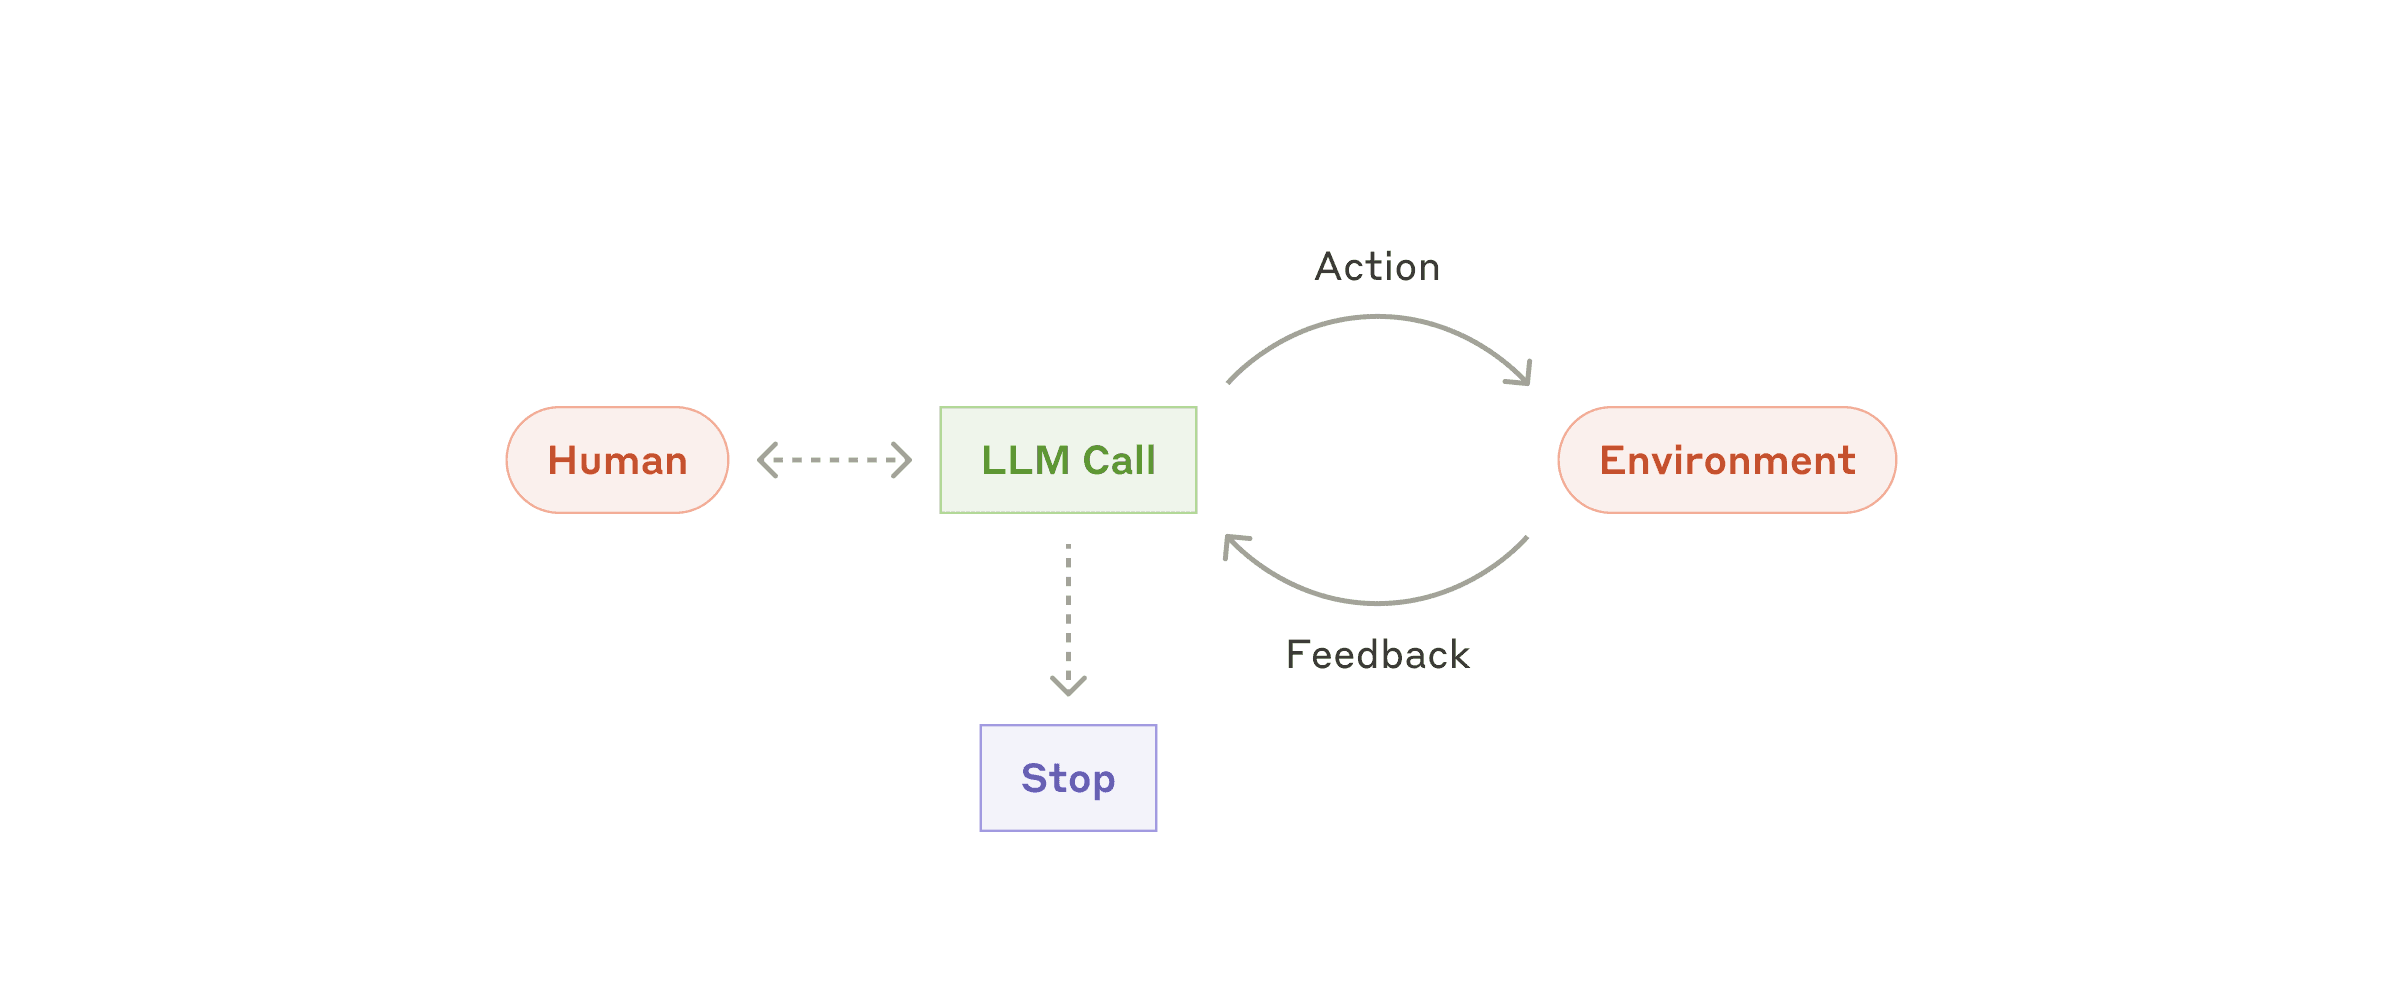 Action
Human
LLM Call
Environment
Feedback
Stop